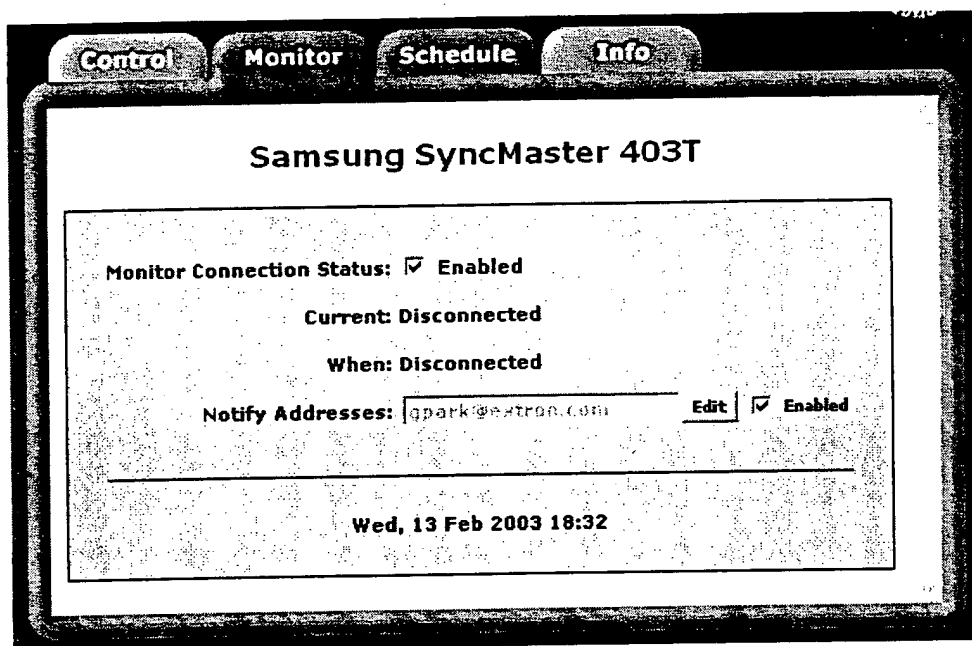 Control Monitor Schedule Info
Samsung SyncMaster 403T
Monitor Connection Status: Enabled
Current: Disconnected
When: Disconnected
Notify Addresses: gpark@extron.com Edit Enabled
Wed, 13 Feb 2003 18:32